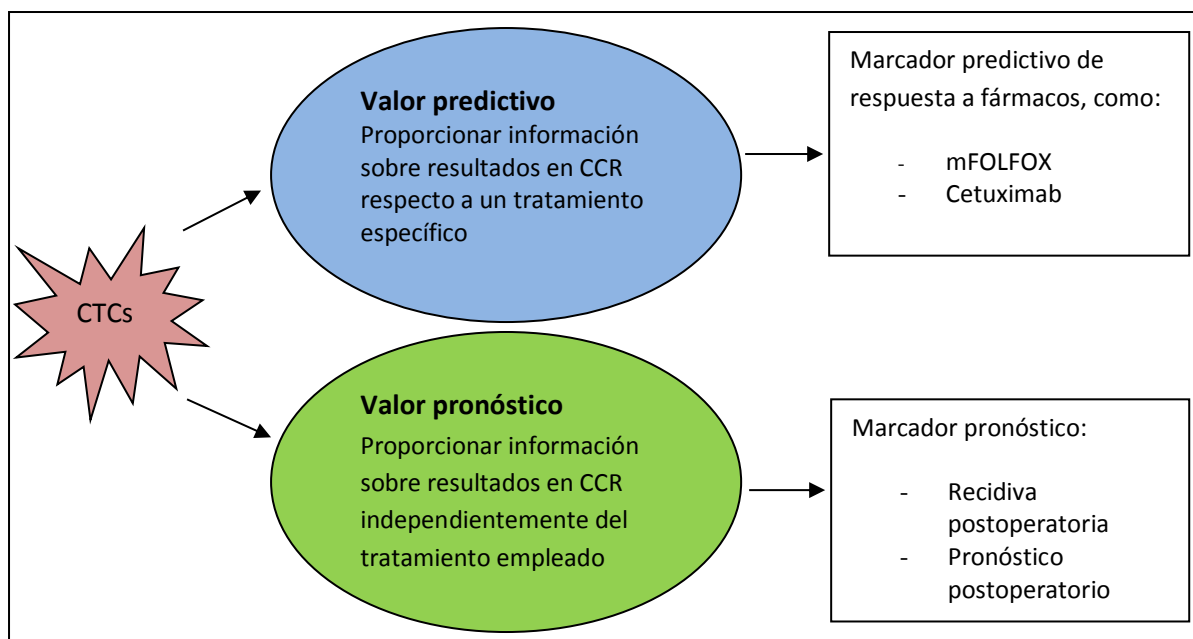 CTCs
Valor predictivo
Proporcionar información
sobre resultados en CCR
respecto a un tratamiento
específico
Marcador predictivo de
respuesta a fármacos, como:
- mFOLFOX
- Cetuximab
Valor pronóstico
Proporcionar información
sobre resultados en CCR
independientemente del
tratamiento empleado
Marcador pronóstico:
- Recidiva
postoperatoria
- Pronóstico
postoperatorio